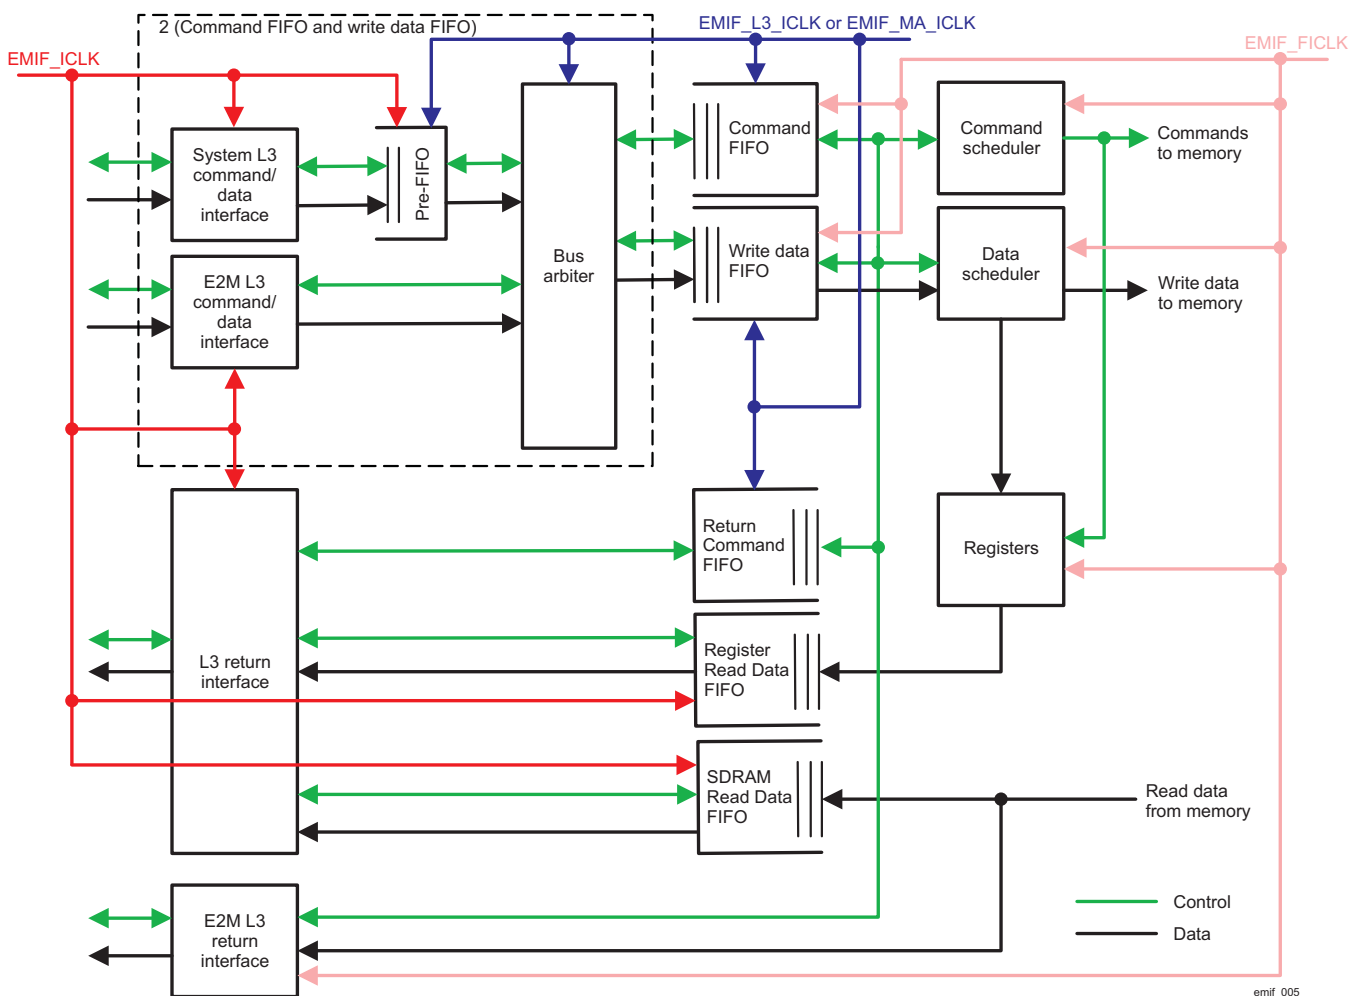 2 (Command FIFO and write data FIFO)
EMIF_L3_ICLK or EMIF_MA_ICLK
EMIF_FICLK
EMIF_ICLK
System L3
command/
data
interface
Pre-FIFO
Command
FIFO
Command
scheduler
Commands
to memory
E2M L3
command/
data
interface
Bus
arbiter
Write data
FIFO
Data
scheduler
Write data
to memory
Return
Command
FIFO
Registers
L3 return
interface
Register
Read Data
FIFO
SDRAM
Read Data
FIFO
Read data
from memory
E2M L3
return
interface
Control
Data
emif_005